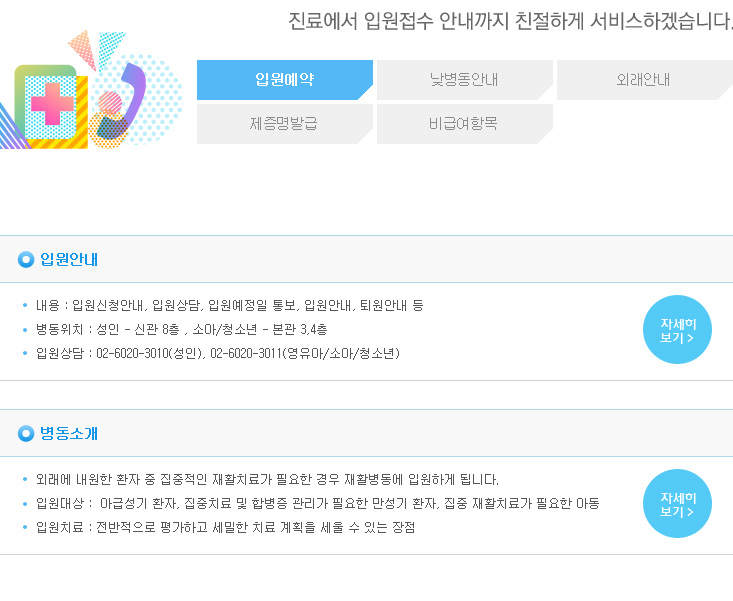 진료에서 입원접수 안내까지 친절하게 서비스하겠습니다.
입원예약
낮병동안내
외래안내
제증명발급
비급여항목
입원안내
내용 : 입원신청안내, 입원상담, 입원예정일 통보, 입원안내, 퇴원안내 등
병동위치 : 성인 - 신관 8층 , 소아/청소년 - 본관 3,4층
입원상담 : 02-6020-3010(성인), 02-6020-3011(영유아/소아/청소년)
자세히
보기 >
병동소개
외래에 내원한 환자 중 집중적인 재활치료가 필요한 경우 재활병동에 입원하게 됩니다.
입원대상 : 아급성기 환자, 집중치료 및 합병증 관리가 필요한 만성기 환자, 집중 재활치료가 필요한 아동
입원치료 : 전반적으로 평가하고 세밀한 치료 계획을 세울 수 있는 장점
자세히
보기 >